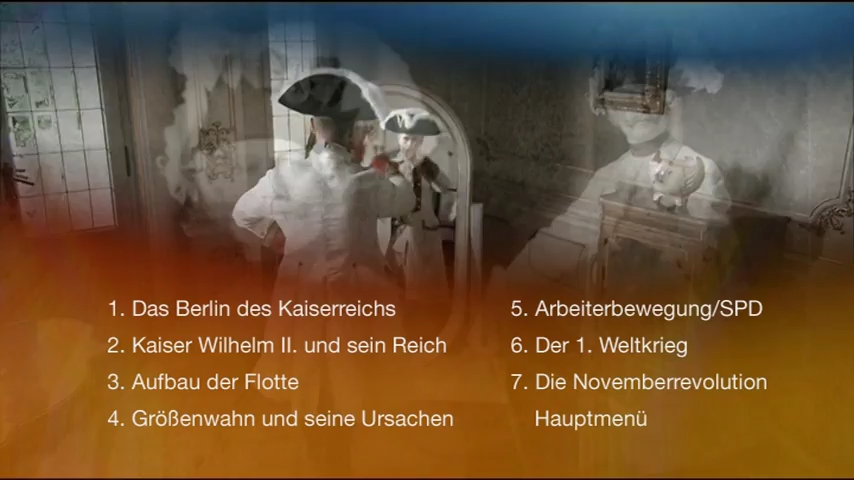 1. Das Berlin des Kaiserreichs
2. Kaiser Wilhelm II. und sein Reich
3. Aufbau der Flotte
4. Größenwahn und seine Ursachen
5. Arbeiterbewegung/SPD
6. Der 1. Weltkrieg
7. Die Novemberrevolution
Hauptmenü